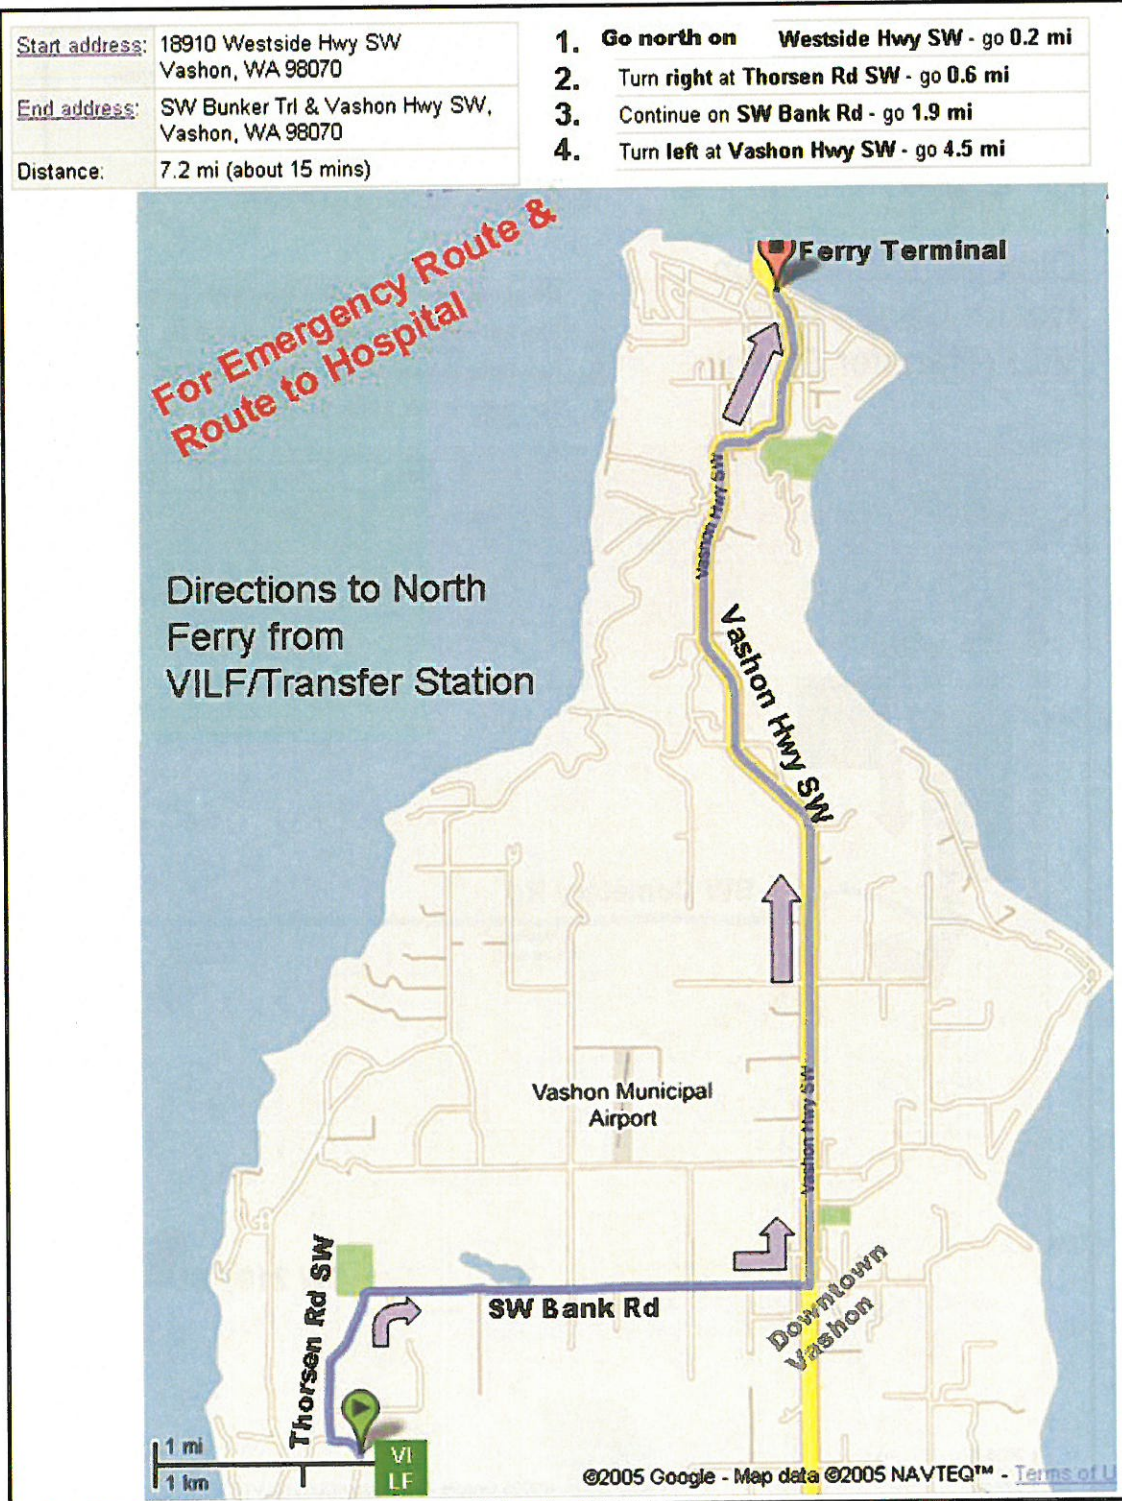 Start address: 18910 Westside Hwy SW
Vashon, WA 98070
End address: SW Bunker Trl & Vashon Hwy SW,
Vashon, WA 98070
Distance: 7.2 mi (about 15 mins)
1. Go north on Westside Hwy SW - go 0.2 mi
2. Turn right at Thorsen Rd SW - go 0.6 mi
3. Continue on SW Bank Rd - go 1.9 mi
4. Turn left at Vashon Hwy SW - go 4.5 mi
For Emergency Route &
Route to Hospital
Ferry Terminal
Vashon Hwy SW
Directions to North
Ferry from
VILF/Transfer Station
Vashon Hwy SW
Vashon Municipal
Airport
Vashon Hwy SW
Thorsen Rd SW
SW Bank Rd
Downtown
Vashon
1 mi
1 km
VI
LF
©2005 Google - Map data ©2005 NAVTEQ™ - Terms of U